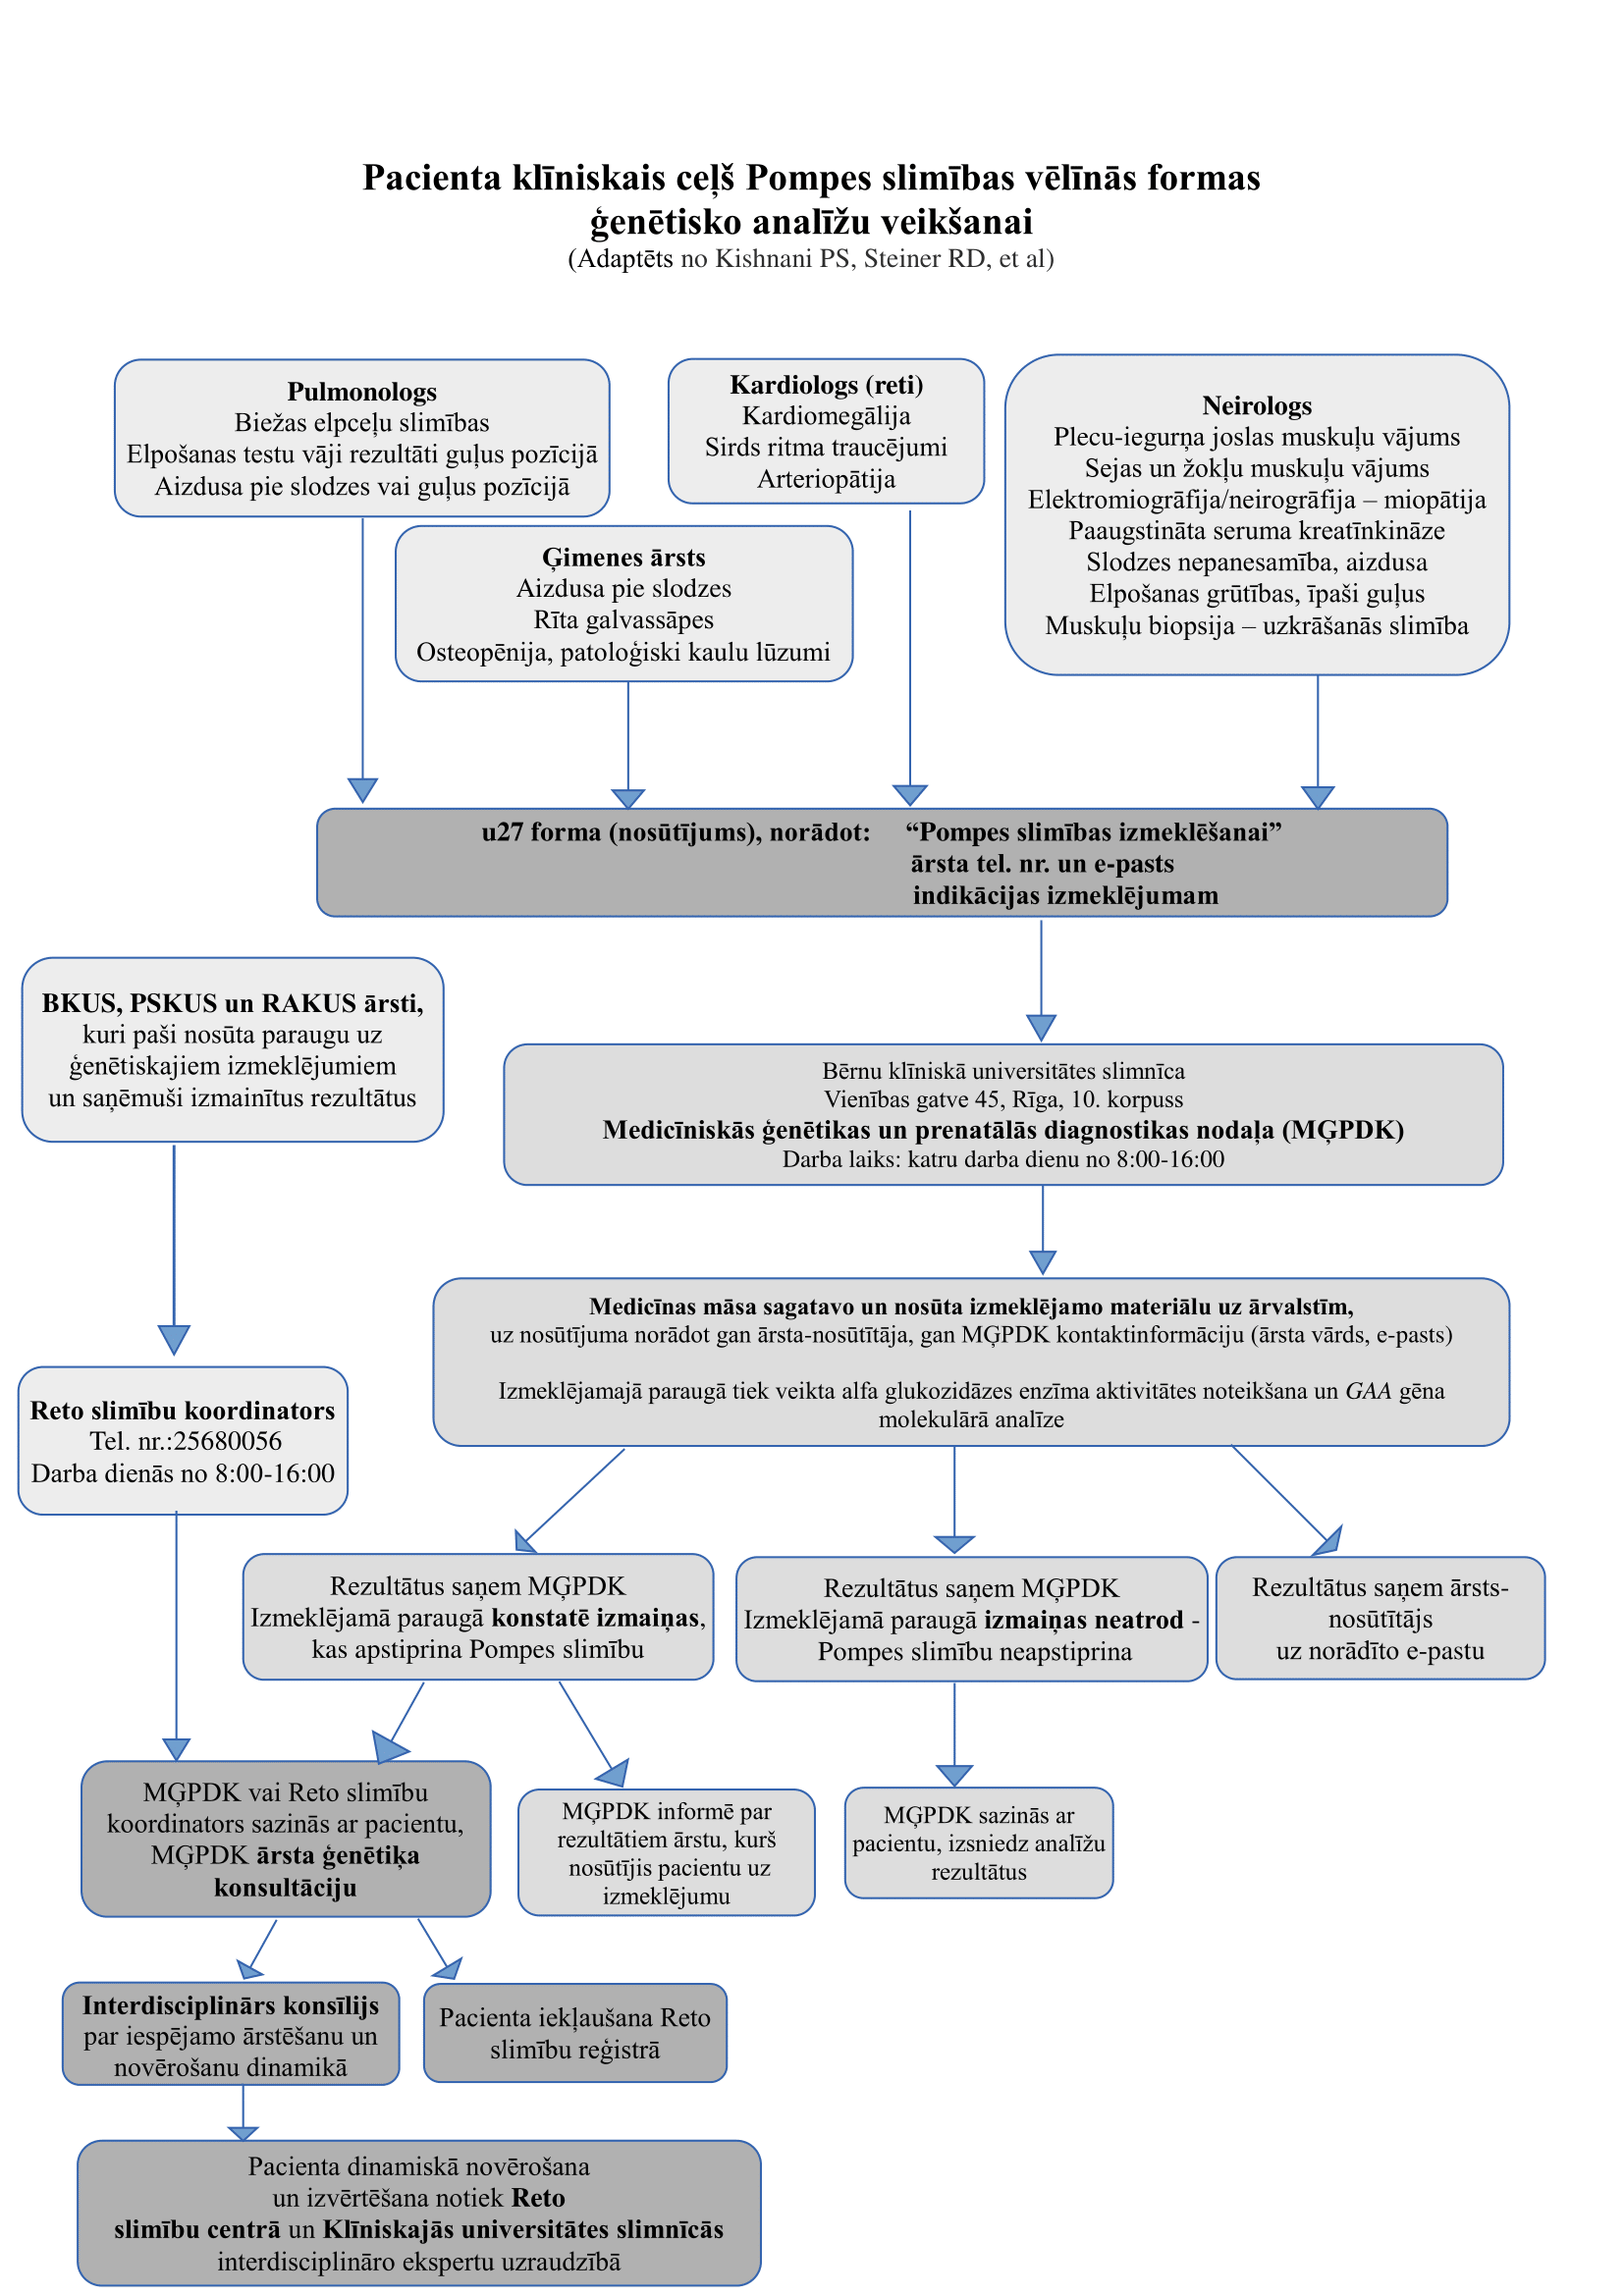 Pacienta klīniskais ceļš Pompes slimības vēlīnās formas
ģenētisko analīžu veikšanai
(Adaptēts no Kishnani PS, Steiner RD, et al)
Pulmonologs
Biežas elpceļu slimības
Elpošanas testu vāji rezultāti guļus pozīcijā
Aizdusa pie slodzes vai guļus pozīcijā
Kardiologs (reti)
Kardiomegālija
Sirds ritma traucējumi
Arteriopātija
Neirologs
Plecu-iegurņa joslas muskuļu vājums
Sejas un žokļu muskuļu vājums
Elektromiogrāfija/neirogrāfija – miopātija
Paaugstināta seruma kreatīnkināze
Slodzes nepanesamība, aizdusa
Elpošanas grūtības, īpaši guļus
Muskuļu biopsija – uzkrāšanās slimība
Ģimenes ārsts
Aizdusa pie slodzes
Rīta galvassāpes
Osteopēnija, patoloģiski kaulu lūzumi
u27 forma (nosūtījums), norādot: “Pompes slimības izmeklēšanai”
ārsta tel. nr. un e-pasts
indikācijas izmeklējumam
BKUS, PSKUS un RAKUS ārsti,
kuri paši nosūta paraugu uz
ģenētiskajiem izmeklējumiem
un saņēmuši izmainītus rezultātus
Bērnu klīniskā universitātes slimnīca
Vienības gatve 45, Rīga, 10. korpuss
Medicīniskās ģenētikas un prenatālās diagnostikas nodaļa (MĢPDK)
Darba laiks: katru darba dienu no 8:00-16:00
Medicīnas māsa sagatavo un nosūta izmeklējamo materiālu uz ārvalstīm,
uz nosūtījuma norādot gan ārsta-nosūtītāja, gan MĢPDK kontaktinformāciju (ārsta vārds, e-pasts)
Izmeklējamajā paraugā tiek veikta alfa glukozidāzes enzīma aktivitātes noteikšana un GAA gēna
molekulārā analīze
Reto slimību koordinators
Tel. nr.:25680056
Darba dienās no 8:00-16:00
Rezultātus saņem MĢPDK
Izmeklējamā paraugā konstatē izmaiņas,
kas apstiprina Pompes slimību
Rezultātus saņem MĢPDK
Izmeklējamā paraugā izmaiņas neatrod -
Pompes slimību neapstiprina
Rezultātus saņem ārsts-
nosūtītājs
uz norādīto e-pastu
MĢPDK vai Reto slimību
koordinators sazinās ar pacientu,
MĢPDK ārsta ģenētiķa
konsultāciju
MĢPDK informē par
rezultātiem ārstu, kurš
nosūtījis pacientu uz
izmeklējumu
MĢPDK sazinās ar
pacientu, izsniedz analīžu
rezultātus
Interdisciplinārs konsīlijs
par iespējamo ārstēšanu un
novērošanu dinamikā
Pacienta iekļaušana Reto
slimību reģistrā
Pacienta dinamiskā novērošana
un izvērtēšana notiek Reto
slimību centrā un Klīniskajās universitātes slimnīcās
interdisciplināro ekspertu uzraudzībā